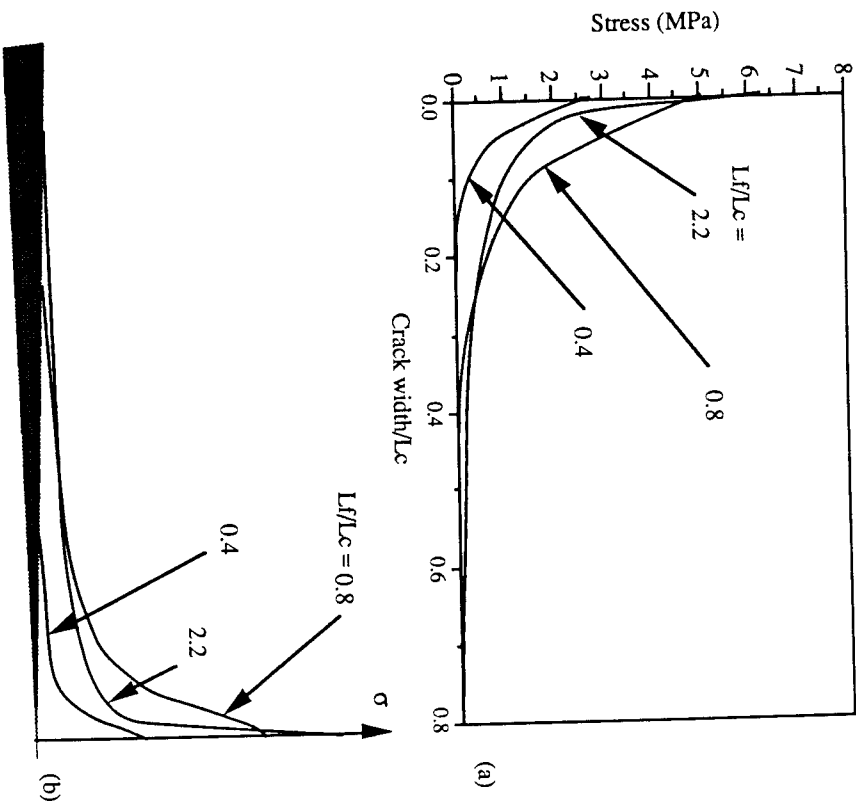 Stress (MPa)
8
7
6
5
4
3
2
1
0
0.0
0.2
0.4
0.6
0.8
Crack width/Lc
Lf/Lc =
2.2
0.8
0.4
(a)
Lf/Lc = 0.8
0.4
2.2
σ
(b)